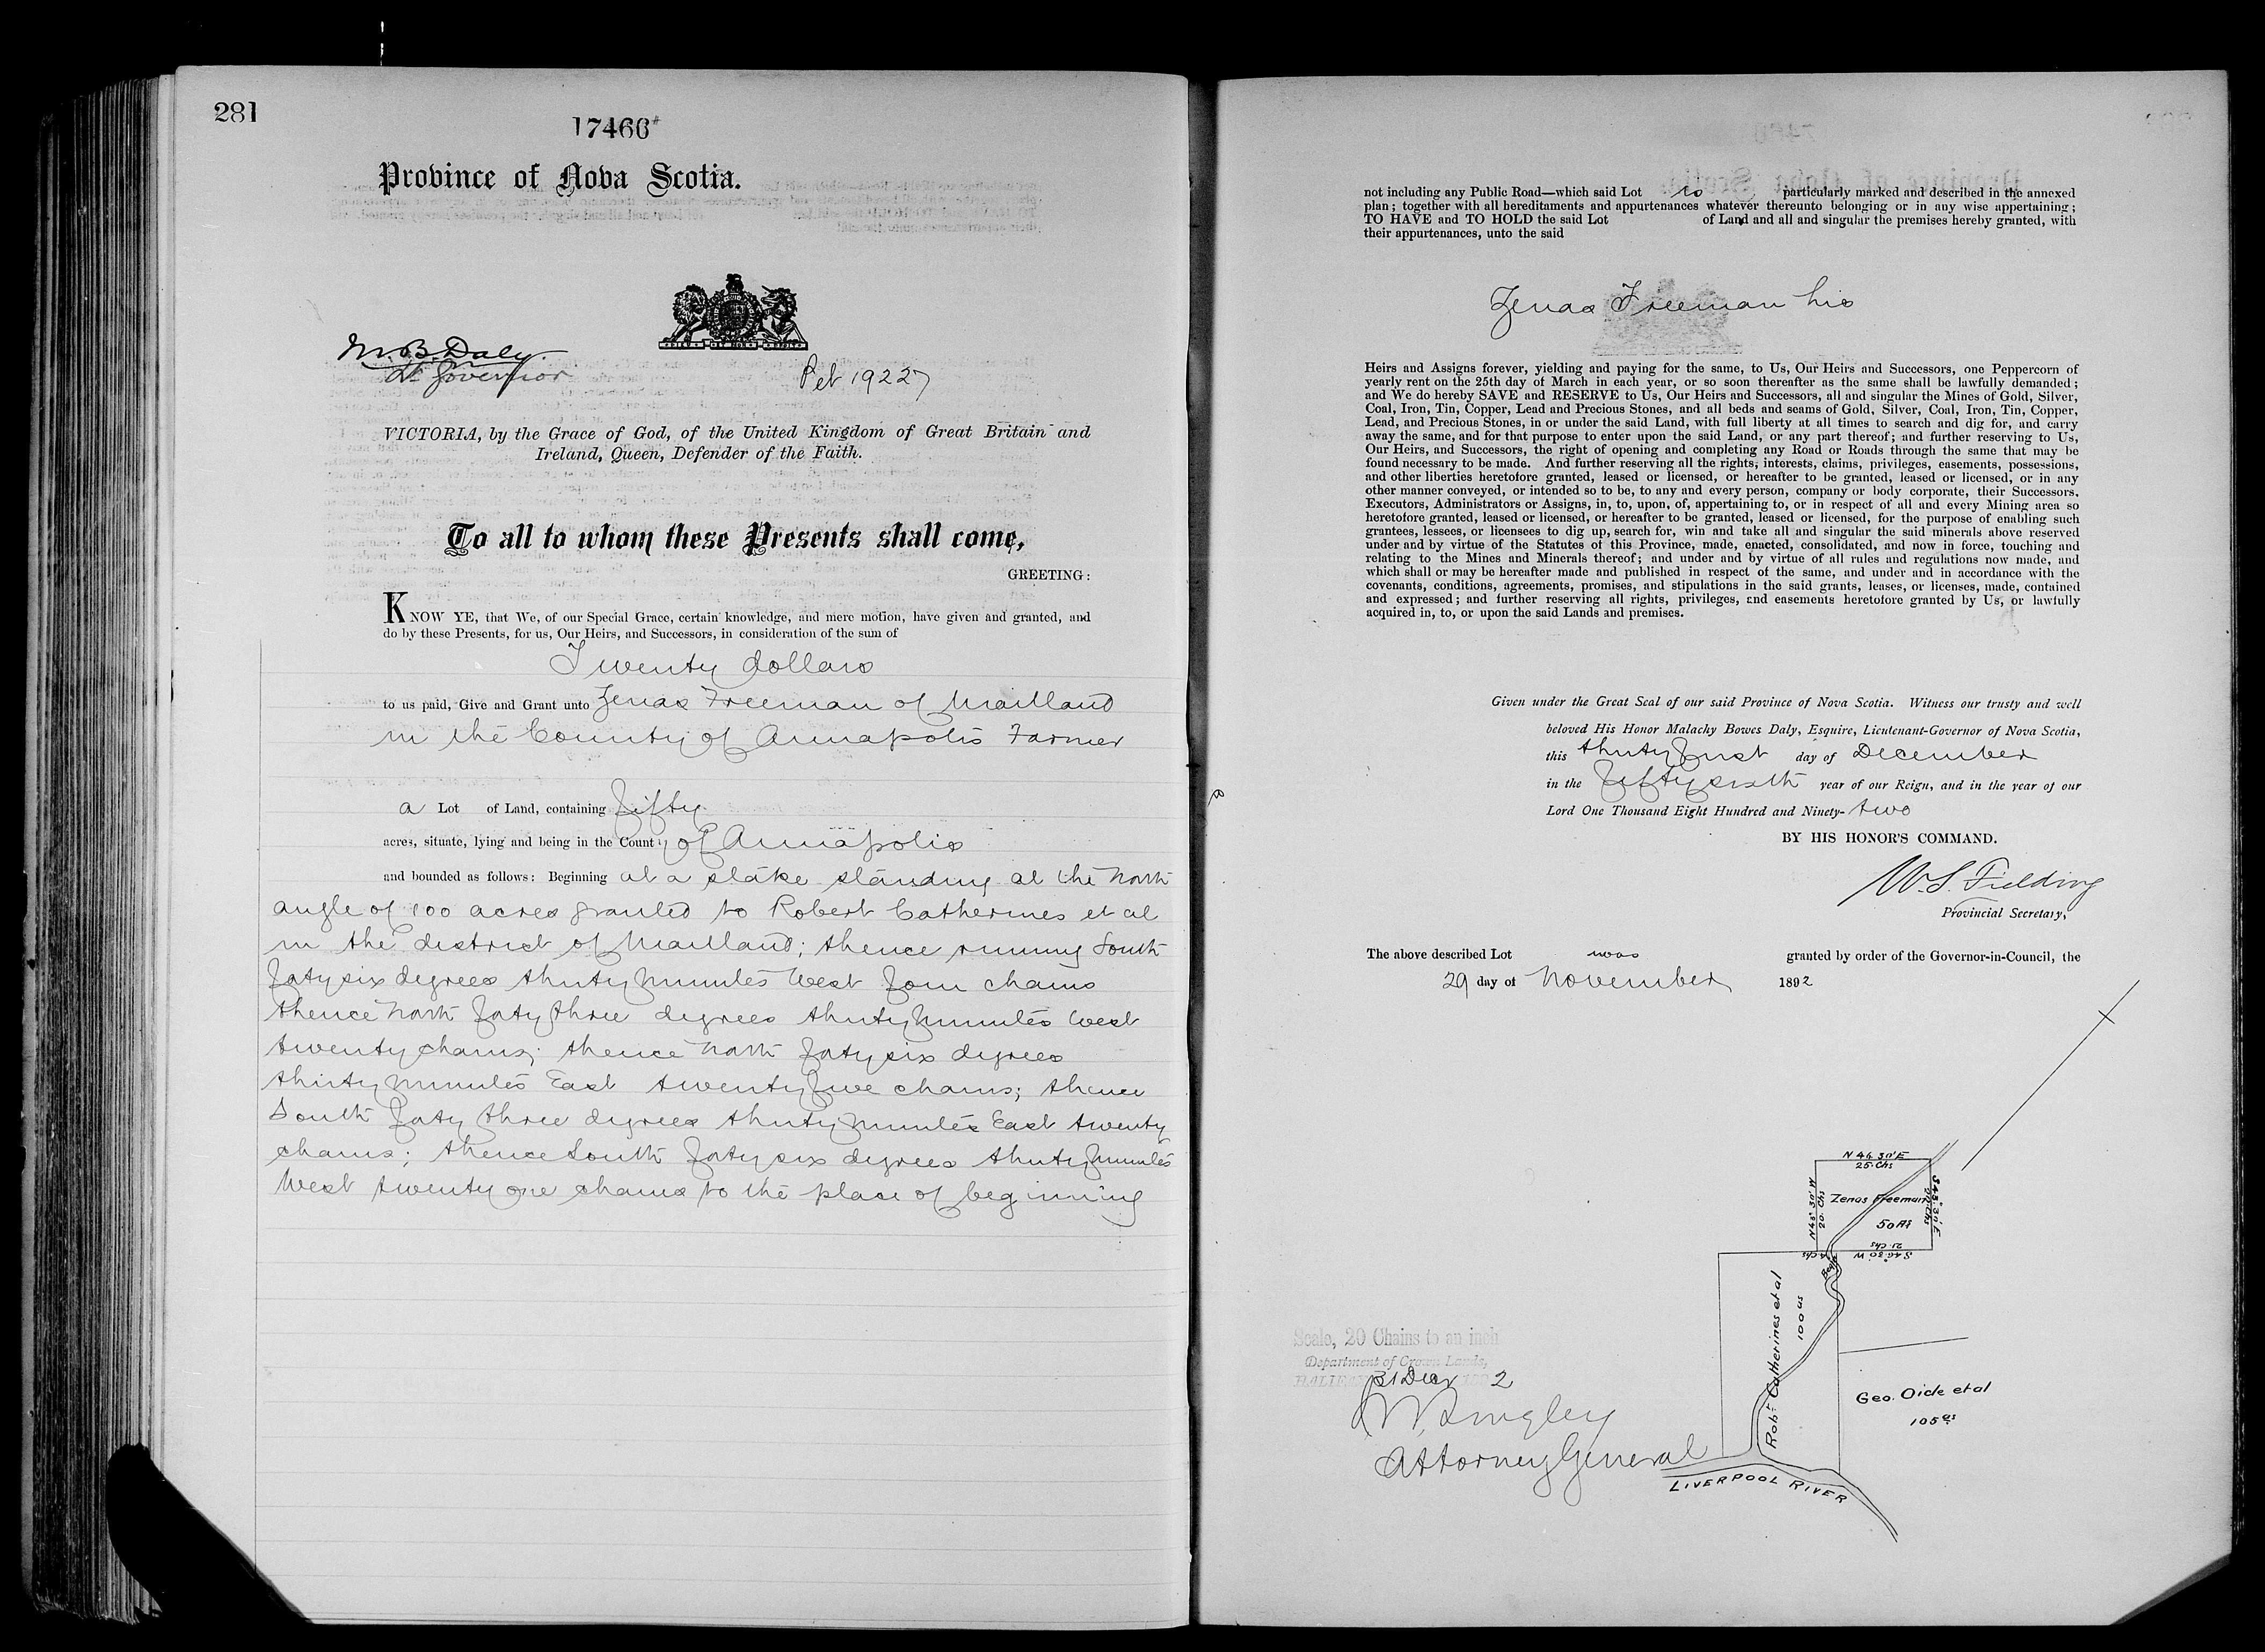 281
17460
Province of Nova Scotia.
M. B. Daly
Lt Governor
Pet 19227
VICTORIA, by the Grace of God, of the United Kingdom of Great Britain and
Ireland, Queen, Defender of the Faith.
To all to whom these Presents shall come,
GREETING:
KNOW YE, that We, of our Special Grace, certain knowledge, and mere motion, have given and granted, and
do by these Presents, for us, Our Heirs, and Successors, in consideration of the sum of
Twenty dollars
to us paid, Give and Grant unto Zenas Freeman of Maitland
in the County of Annapolis Farmer
a Lot of Land, containing fifty
acres, situate, lying and being in the County of Annapolis
and bounded as follows: Beginning at a stake standing at the North
angle of 100 acres granted to Robert Catherines et al
in the district of Maitland; thence running South
forty six degrees thirty minutes West four chains
thence North forty three degrees thirty minutes West
twenty chains; thence North forty six degrees
thirty minutes East twenty five chains; thence
South forty three degrees thirty minutes East twenty
chains; thence South forty six degrees thirty minutes
West twenty one chains to the place of beginning
not including any Public Road—which said Lot is particularly marked and described in the annexed
plan; together with all hereditaments and appurtenances whatever thereunto belonging or in any wise appertaining;
TO HAVE and TO HOLD the said Lot of Land and all and singular the premises hereby granted, with
their appurtenances, unto the said
Zenas Freeman his
Heirs and Assigns forever, yielding and paying for the same, to Us, Our Heirs and Successors, one Peppercorn of
yearly rent on the 25th day of March in each year, or so soon thereafter as the same shall be lawfully demanded;
and We do hereby SAVE and RESERVE to Us, Our Heirs and Successors, all and singular the Mines of Gold, Silver,
Coal, Iron, Tin, Copper, Lead and Precious Stones, and all beds and seams of Gold, Silver, Coal, Iron, Tin, Copper,
Lead, and Precious Stones, in or under the said Land, with full liberty at all times to search and dig for, and carry
away the same, and for that purpose to enter upon the said Land, or any part thereof; and further reserving to Us,
Our Heirs, and Successors, the right of opening and completing any Road or Roads through the same that may be
found necessary to be made. And further reserving all the rights, interests, claims, privileges, easements, possessions,
and other liberties heretofore granted, leased or licensed, or hereafter to be granted, leased or licensed, or in any
other manner conveyed, or intended so to be, to any and every person, company or body corporate, their Successors,
Executors, Administrators or Assigns, in, to, upon, of, appertaining to, or in respect of all and every Mining area so
heretofore granted, leased or licensed, or hereafter to be granted, leased or licensed, for the purpose of enabling such
grantees, lessees, or licensees to dig up, search for, win and take all and singular the said minerals above reserved
under and by virtue of the Statutes of this Province, made, enacted, consolidated, and now in force, touching and
relating to the Mines and Minerals thereof; and under and by virtue of all rules and regulations now made, and
which shall or may be hereafter made and published in respect of the same, and under and in accordance with the
covenants, conditions, agreements, promises, and stipulations in the said grants, leases, or licenses, made, contained
and expressed; and further reserving all rights, privileges, and easements heretofore granted by Us, or lawfully
acquired in, to, or upon the said Lands and premises.
Given under the Great Seal of our said Province of Nova Scotia. Witness our trusty and well
beloved His Honor Malachy Bowes Daly, Esquire, Lieutenant-Governor of Nova Scotia,
this thirty first day of December
in the fifty sixth year of our Reign, and in the year of our
Lord One Thousand Eight Hundred and Ninety-two
BY HIS HONOR'S COMMAND.
W. S. Fielding
Provincial Secretary,
The above described Lot was granted by order of the Governor-in-Council, the
29 day of November 1892
N 46° 30' E
25 Chs
N 43° 30' W
20 Chs
Zenas Freeman
50 As
S 43° 30' E
20 Chs
21 Chs
S 46° 30' W
4 Chs
Robt Catherines et al
100 as
Geo. Oicle et al
105 as
LIVERPOOL RIVER
Scale, 20 Chains to an inch
Department of Crown Lands,
HALIFAX 31 Decr 2
Attorney General